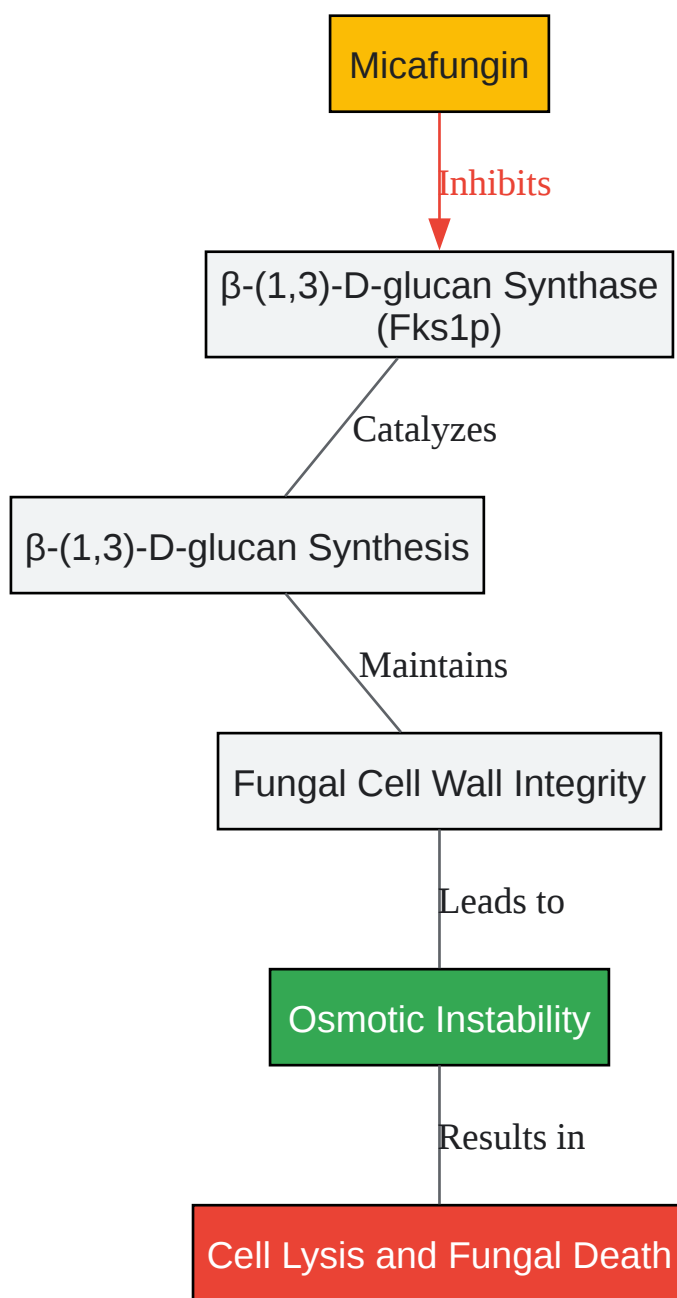 Micafungin
Inhibits
β-(1,3)-D-glucan Synthase
(Fks1p)
Catalyzes
β-(1,3)-D-glucan Synthesis
Maintains
Fungal Cell Wall Integrity
Leads to
Osmotic Instability
Results in
Cell Lysis and Fungal Death